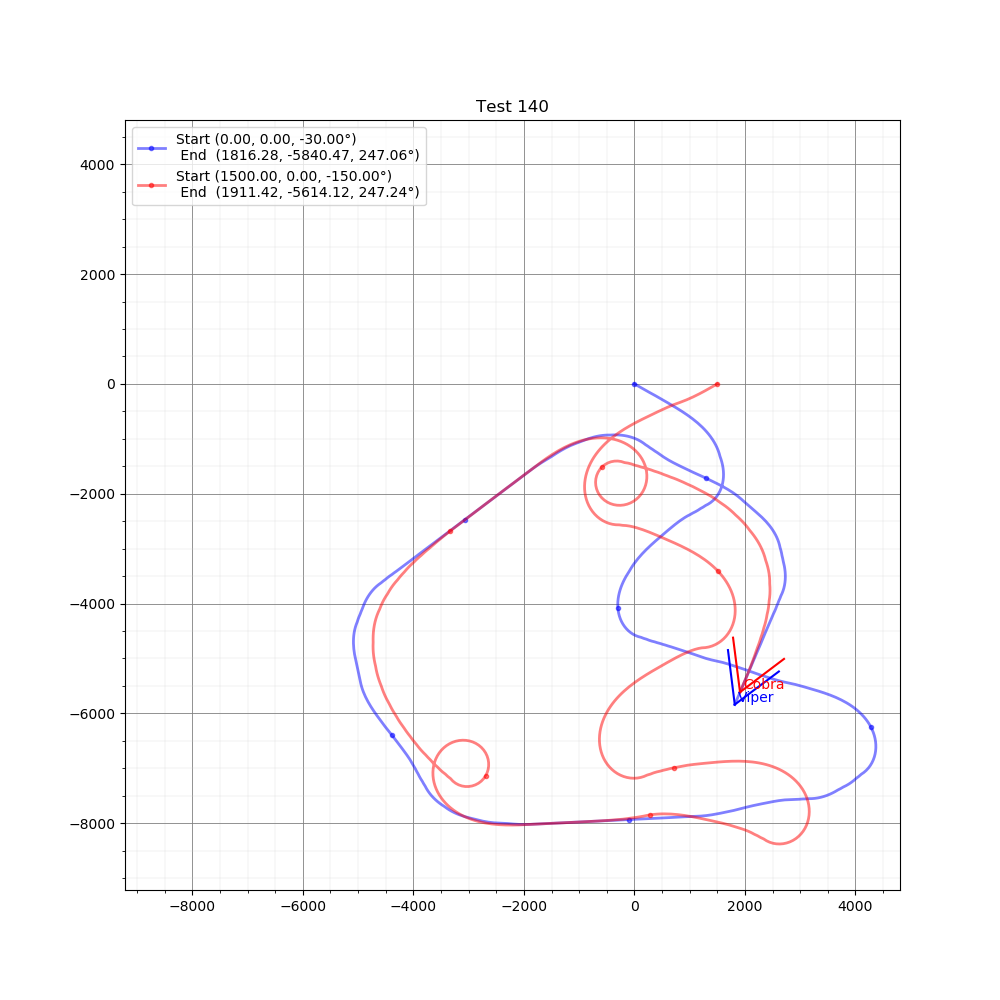 Test 140
Start (0.00, 0.00, -30.00°)
End (1816.28, -5840.47, 247.06°)
Start (1500.00, 0.00, -150.00°)
End (1911.42, -5614.12, 247.24°)
4000
2000
0
−2000
−4000
−6000
−8000
Cobra
Viper
−8000 −6000 −4000 −2000 0 2000 4000